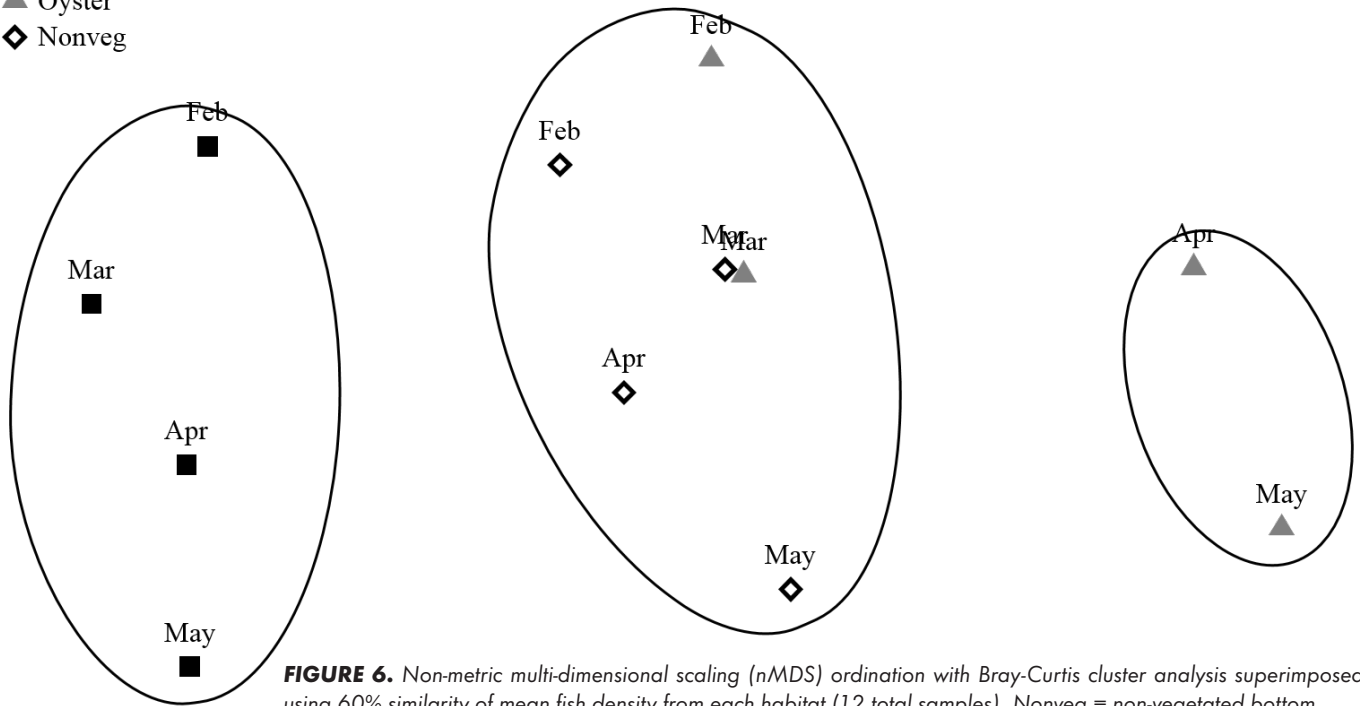 Oyster
Nonveg
Feb
Feb
Feb
Mar
Mar
Apr
Mar
Apr
Apr
May
May
May
FIGURE 6. Non-metric multi-dimensional scaling (nMDS) ordination with Bray-Curtis cluster analysis superimposed
using 60% similarity of mean fish density from each habitat (12 total samples). Nonveg = non-vegetated bottom